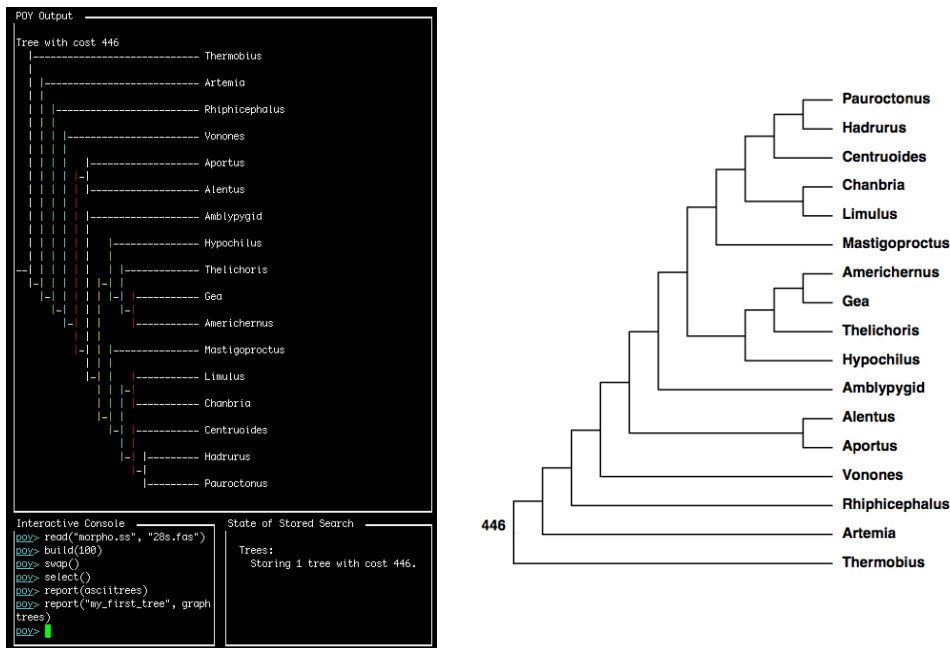 POY Output
Tree with cost 446
Thermobius
Artemia
Rhiphicephalus
Vonones
Aportus
Alentus
Amblypygid
Hypochilus
Thelichoris
Gea
Americhernus
Mastigoproctus
Limulus
Chanbria
Centruoides
Hadrurus
Pauroctonus
Interactive Console
poy> read("morpho.ss", "28s.fas")
poy> build(100)
poy> swap()
poy> select()
poy> report(asciitrees)
poy> report("my_first_tree", graph
trees)
poy>
State of Stored Search
Trees:
Storing 1 tree with cost 446.
Pauroctonus
Hadrurus
Centruoides
Chanbria
Limulus
Mastigoproctus
Americhernus
Gea
Thelichoris
Hypochilus
Amblypygid
Alentus
Aportus
Vonones
Rhiphicephalus
446
Artemia
Thermobius